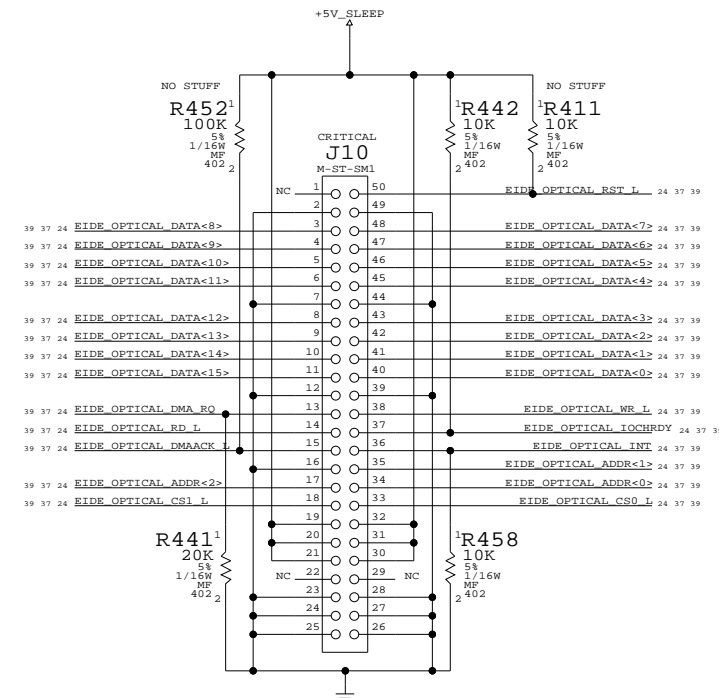 +5V_SLEEP
NO STUFF
NO STUFF
R452 1
100K
5%
1/16W
MF
402
2
1 R442
10K
5%
1/16W
MF
402
2
1 R411
10K
5%
1/16W
MF
402
2
CRITICAL
J10
M-ST-SM1
NC 1 50 EIDE_OPTICAL_RST_L 24 37 39
2 49
39 37 24 EIDE_OPTICAL_DATA<8> 3 48 EIDE_OPTICAL_DATA<7> 24 37 39
39 37 24 EIDE_OPTICAL_DATA<9> 4 47 EIDE_OPTICAL_DATA<6> 24 37 39
39 37 24 EIDE_OPTICAL_DATA<10> 5 46 EIDE_OPTICAL_DATA<5> 24 37 39
39 37 24 EIDE_OPTICAL_DATA<11> 6 45 EIDE_OPTICAL_DATA<4> 24 37 39
7 44
39 37 24 EIDE_OPTICAL_DATA<12> 8 43 EIDE_OPTICAL_DATA<3> 24 37 39
39 37 24 EIDE_OPTICAL_DATA<13> 9 42 EIDE_OPTICAL_DATA<2> 24 37 39
39 37 24 EIDE_OPTICAL_DATA<14> 10 41 EIDE_OPTICAL_DATA<1> 24 37 39
39 37 24 EIDE_OPTICAL_DATA<15> 11 40 EIDE_OPTICAL_DATA<0> 24 37 39
12 39
39 37 24 EIDE_OPTICAL_DMA_RQ 13 38 EIDE_OPTICAL_WR_L 24 37 39
39 37 24 EIDE_OPTICAL_RD_L 14 37 EIDE_OPTICAL_IOCHRDY 24 37 39
39 37 24 EIDE_OPTICAL_DMAACK_L 15 36 EIDE_OPTICAL_INT 24 37 39
16 35 EIDE_OPTICAL_ADDR<1> 24 37 39
39 37 24 EIDE_OPTICAL_ADDR<2> 17 34 EIDE_OPTICAL_ADDR<0> 24 37 39
39 37 24 EIDE_OPTICAL_CS1_L 18 33 EIDE_OPTICAL_CS0_L 24 37 39
19 32
20 31
21 30
NC 22 29 NC
23 28
24 27
25 26
R441 1
20K
5%
1/16W
MF
402
2
1 R458
10K
5%
1/16W
MF
402
2